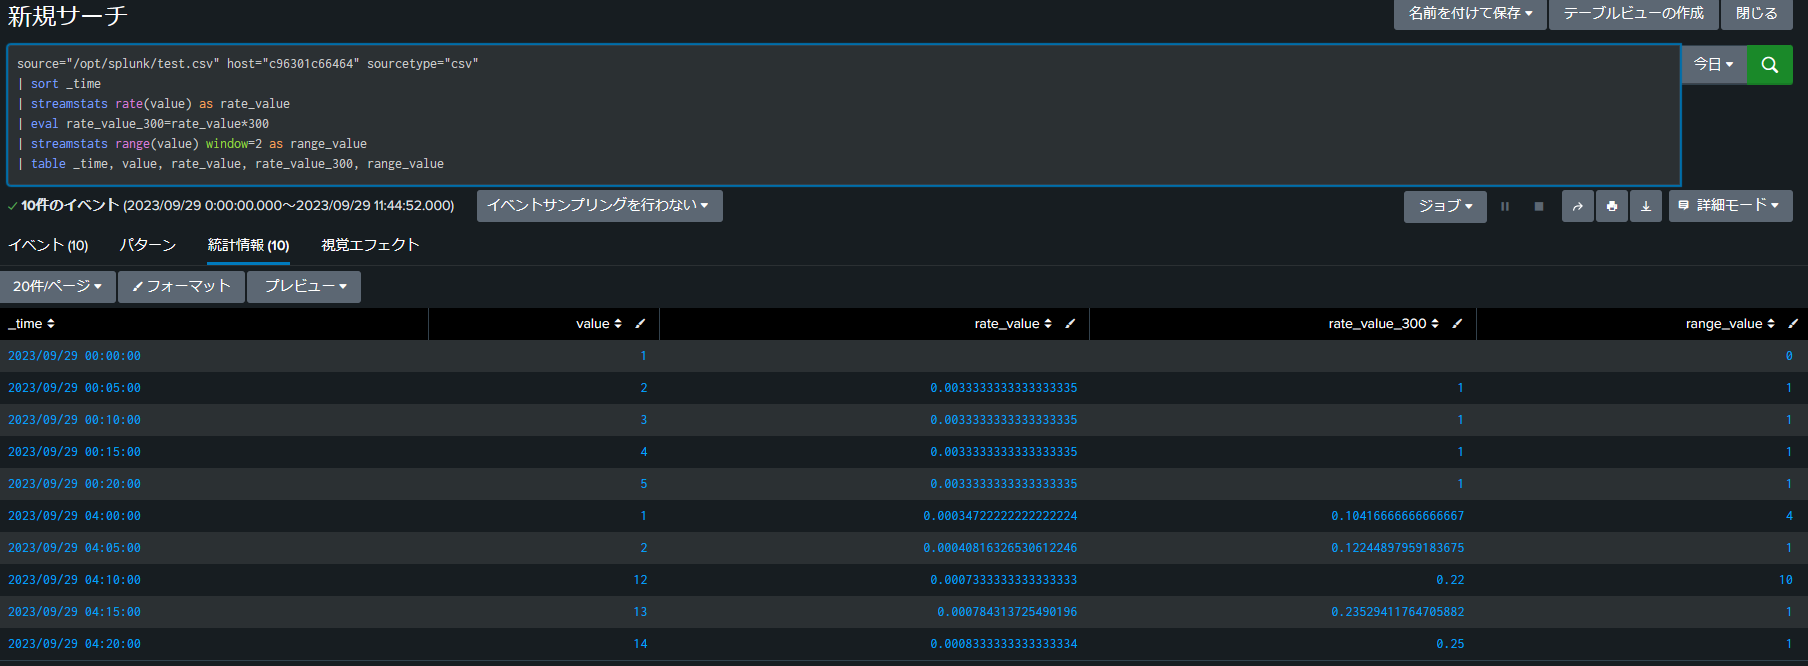 新規サーチ
名前を付けて保存 テーブルビューの作成 閉じる
source="/opt/splunk/test.csv" host="c96301c66464" sourcetype="csv"
| sort _time
| streamstats rate(value) as rate_value
| eval rate_value_300=rate_value*300
| streamstats range(value) window=2 as range_value
| table _time, value, rate_value, rate_value_300, range_value
今日
10件のイベント (2023/09/29 0:00:00.000～2023/09/29 11:44:52.000) イベントサンプリングを行わない
ジョブ 詳細モード
イベント (10) パターン 統計情報 (10) 視覚エフェクト
20件/ページ フォーマット プレビュー
_time value rate_value rate_value_300 range_value
2023/09/29 00:00:00 1 0
2023/09/29 00:05:00 2 0.0033333333333333335 1 1
2023/09/29 00:10:00 3 0.0033333333333333335 1 1
2023/09/29 00:15:00 4 0.0033333333333333335 1 1
2023/09/29 00:20:00 5 0.0033333333333333335 1 1
2023/09/29 04:00:00 1 0.00034722222222222224 0.10416666666666667 4
2023/09/29 04:05:00 2 0.00040816326530612246 0.12244897959183675 1
2023/09/29 04:10:00 12 0.0007333333333333333 0.22 10
2023/09/29 04:15:00 13 0.000784313725490196 0.23529411764705882 1
2023/09/29 04:20:00 14 0.0008333333333333334 0.25 1